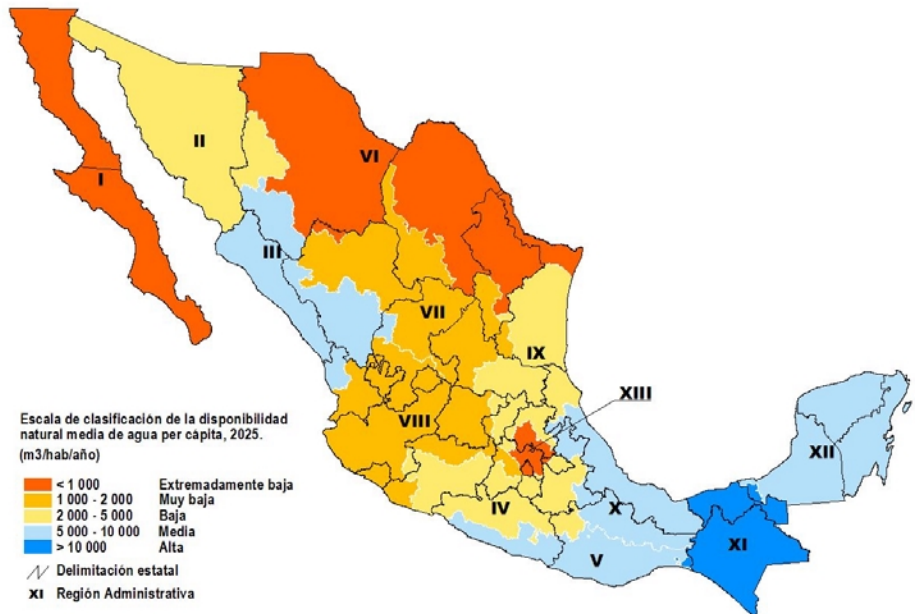 I
II
VI
III
VII
IX
XIII
VIII
XII
IV
X
XI
V
Escala de clasificación de la disponibilidad
natural media de agua per cápita, 2025.
(m3/hab/año)
< 1 000 Extremadamente baja
1 000 - 2 000 Muy baja
2 000 - 5 000 Baja
5 000 - 10 000 Media
> 10 000 Alta
Delimitación estatal
XI Región Administrativa